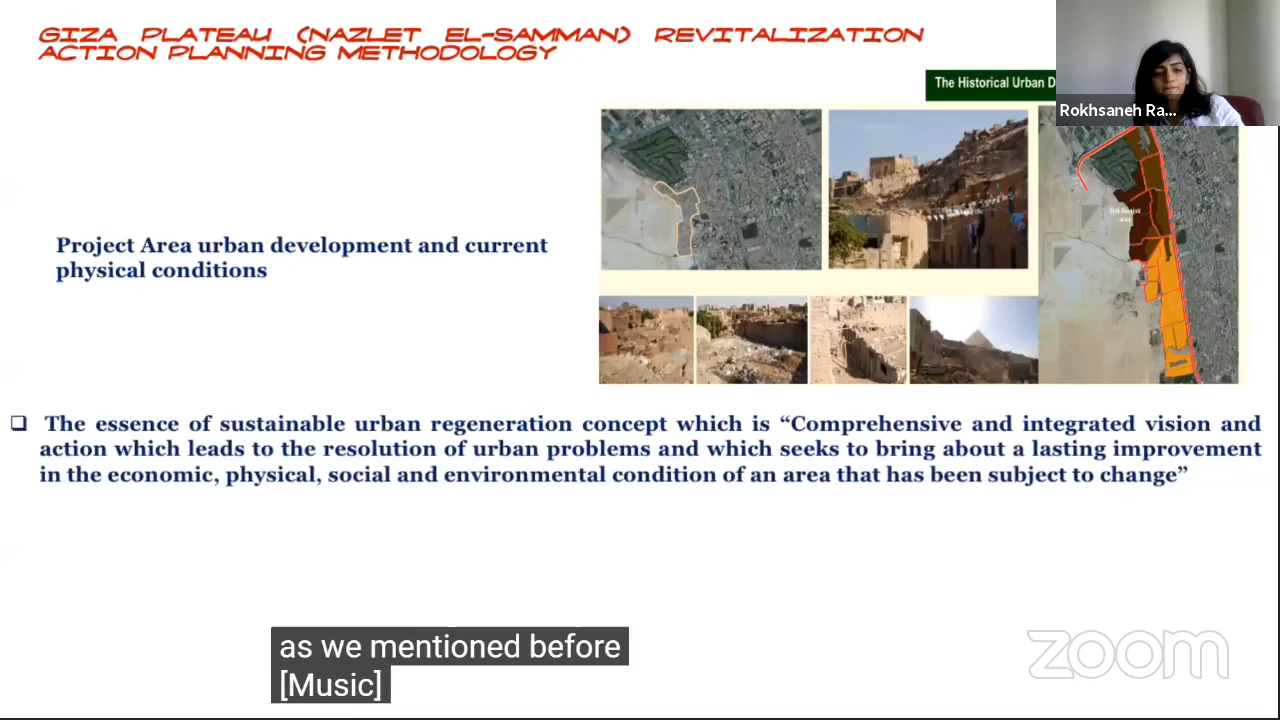 GIZA PLATEAU (NAZLET EL-SAMMAN) REVITALIZATION
ACTION PLANNING METHODOLOGY
The Historical Urban D
Rokhsaneh Ra...
Project Area urban development and current
physical conditions
❑ The essence of sustainable urban regeneration concept which is “Comprehensive and integrated vision and
action which leads to the resolution of urban problems and which seeks to bring about a lasting improvement
in the economic, physical, social and environmental condition of an area that has been subject to change”
as we mentioned before
[Music]
zoom